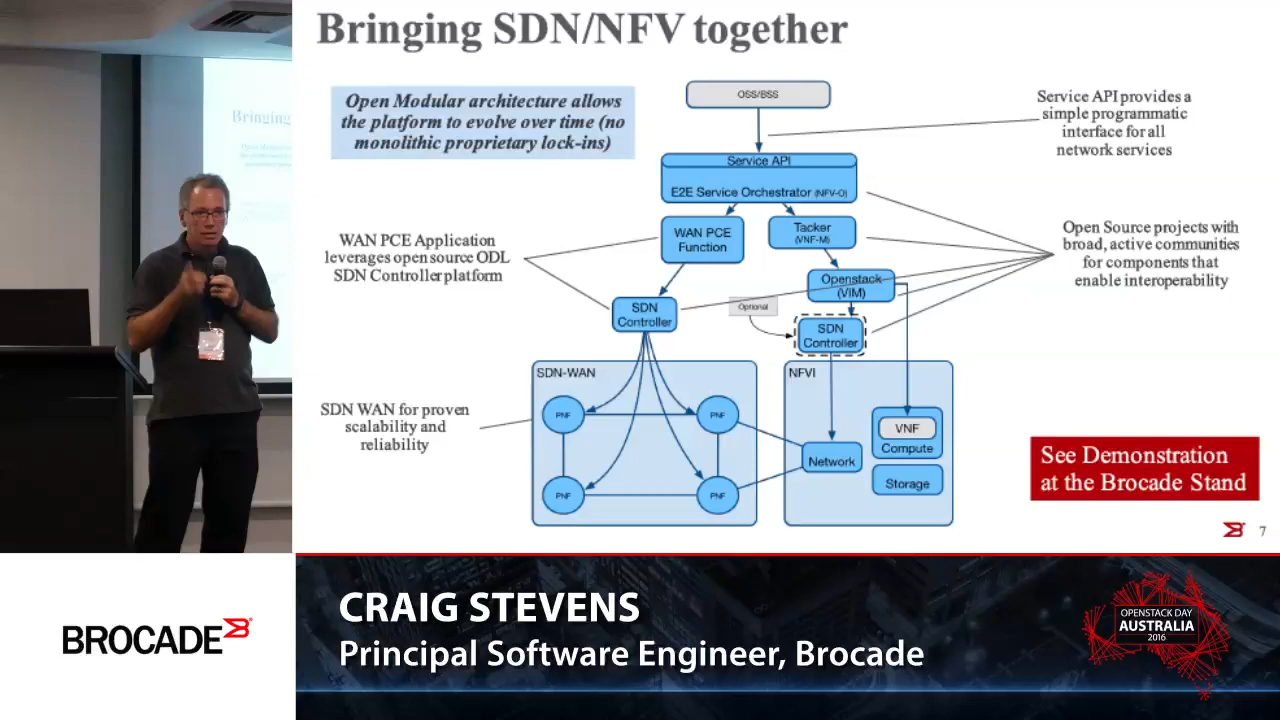 Bringing SDN/NFV together
Open Modular architecture allows
the platform to evolve over time (no
monolithic proprietary lock-ins)
OSS/BSS
Service API provides a
simple programmatic
interface for all
network services
Service API
E2E Service Orchestrator (NFV-O)
WAN PCE
Function
Tacker
(VNF-M)
WAN PCE Application
leverages open source ODL
SDN Controller platform
Open Source projects with
broad, active communities
for components that
enable interoperability
Openstack
(VIM)
SDN
Controller
Optional
SDN
Controller
SDN-WAN
NFVI
SDN WAN for proven
scalability and
reliability
PNF
PNF
PNF
PNF
Network
VNF
Compute
Storage
See Demonstration
at the Brocade Stand
7
Bringing
BROCADE
CRAIG STEVENS
Principal Software Engineer, Brocade
OPENSTACK DAY
AUSTRALIA
2016